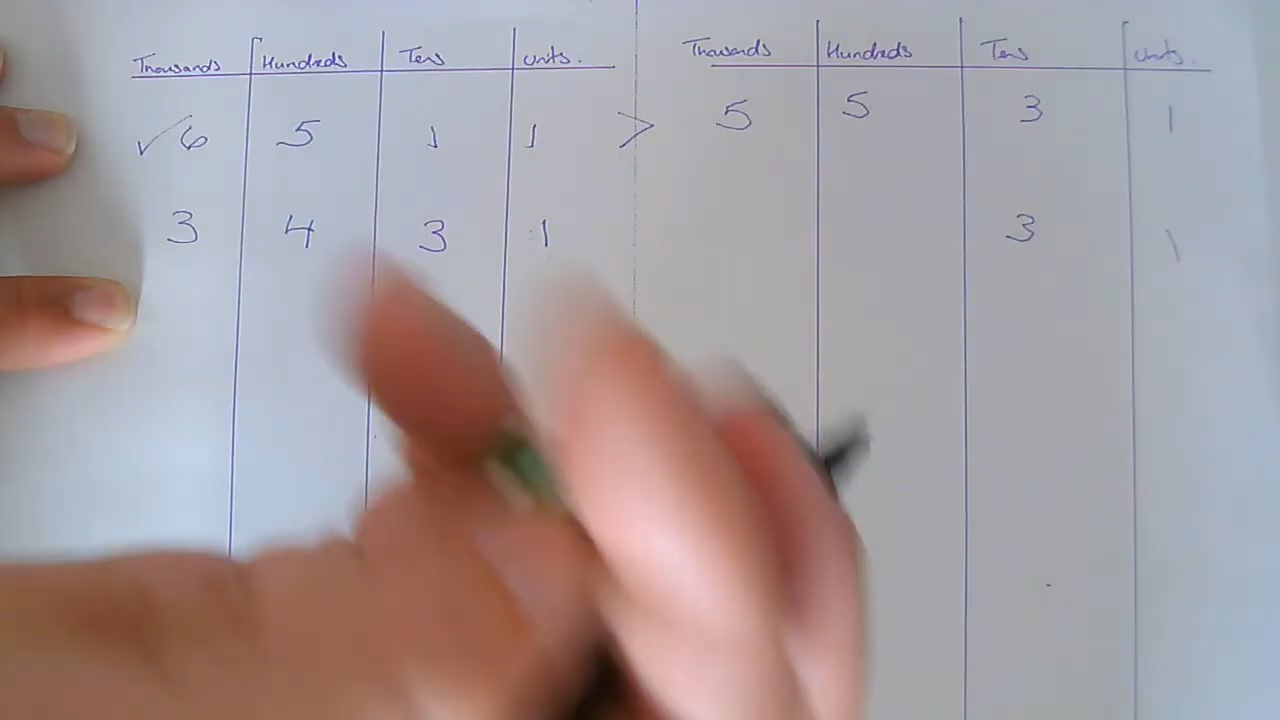 Thousands Hundreds Tens Units. Thousands Hundreds Tens Units.
✓6 5 1 1 > 5 5 3 1
3 4 3 1 3 1